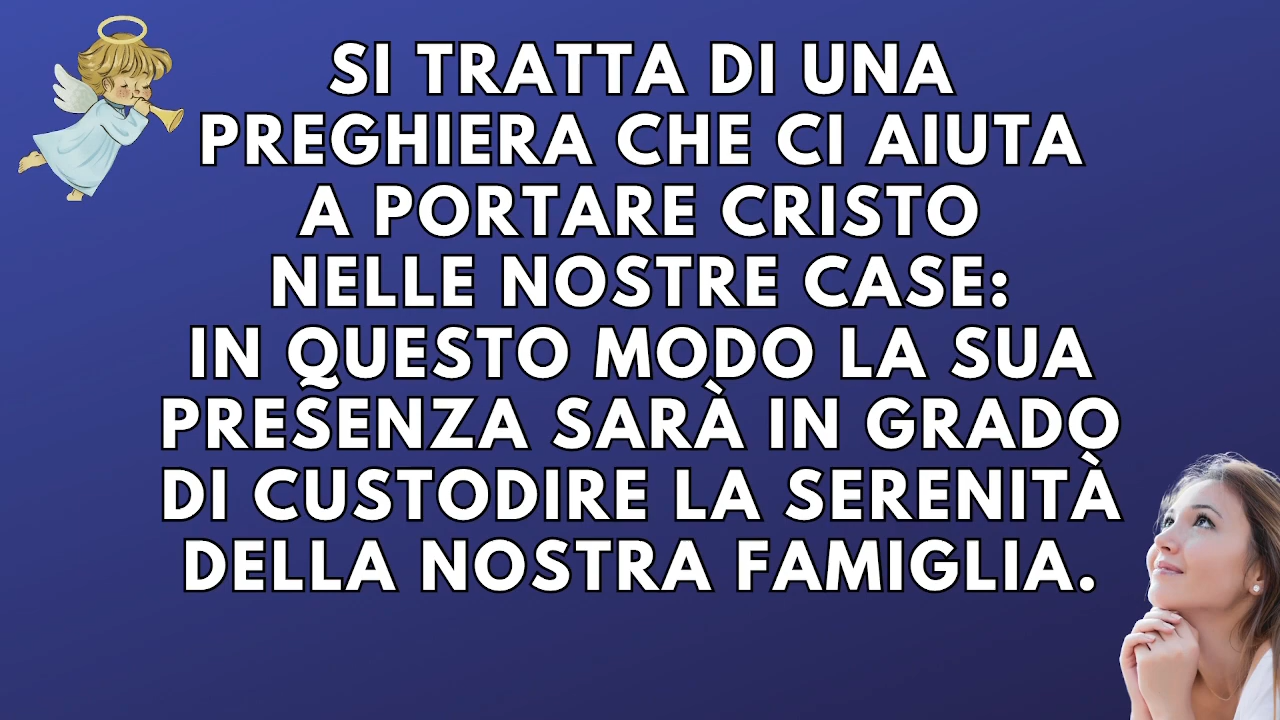 SI TRATTA DI UNA
PREGHIERA CHE CI AIUTA
A PORTARE CRISTO
NELLE NOSTRE CASE:
IN QUESTO MODO LA SUA
PRESENZA SARÀ IN GRADO
DI CUSTODIRE LA SERENITÀ
DELLA NOSTRA FAMIGLIA.